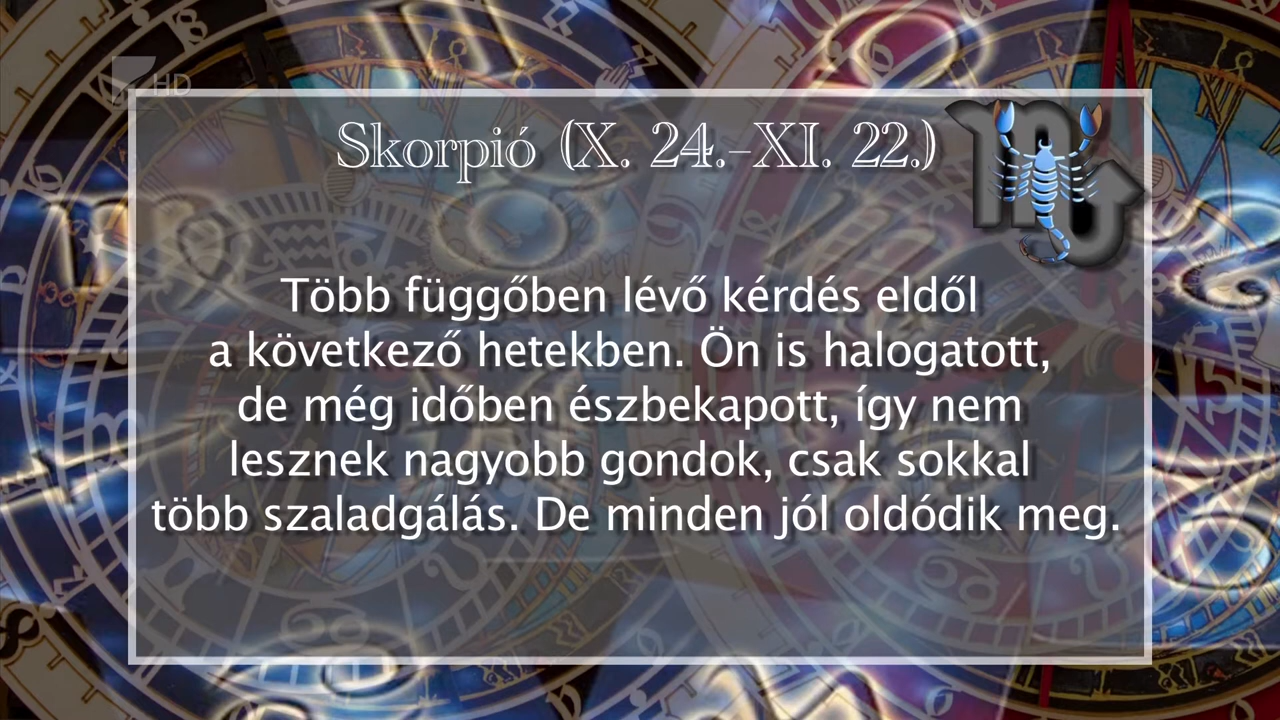 HD
Skorpió (X. 24.-XI. 22.)
Több függőben lévő kérdés eldől
a következő hetekben. Ön is halogatott,
de még időben észbekapott, így nem
lesznek nagyobb gondok, csak sokkal
több szaladgálás. De minden jól oldódik meg.